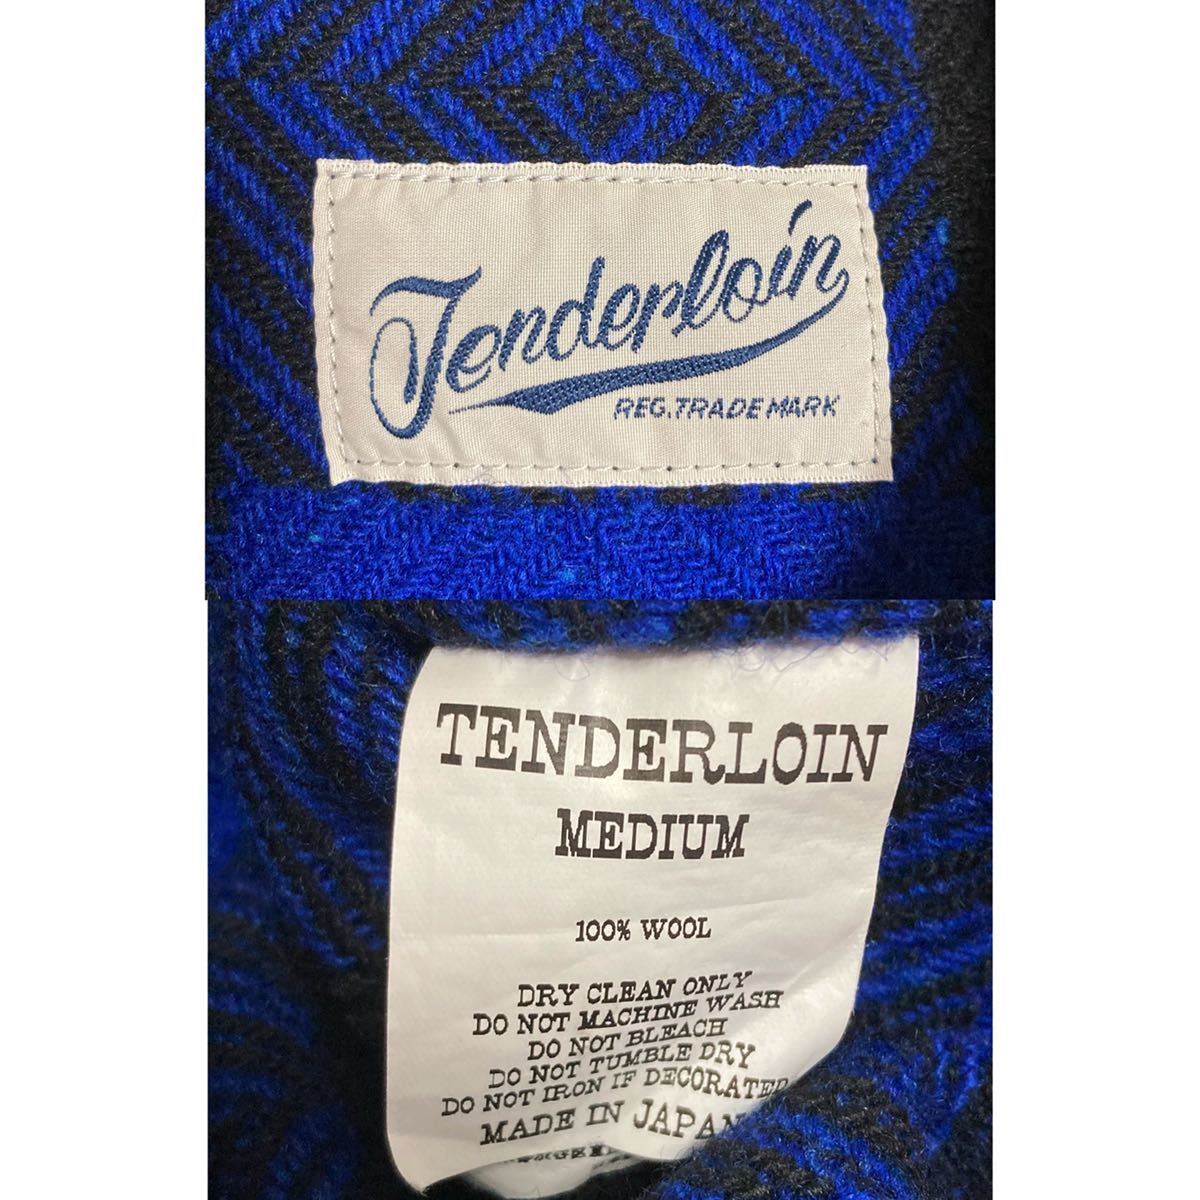 Tenderloin
REG. TRADE MARK
TENDERLOIN
MEDIUM
100% WOOL
DRY CLEAN ONLY
DO NOT MACHINE WASH
DO NOT BLEACH
DO NOT TUMBLE DRY
DO NOT IRON IF DECORATED
MADE IN JAPAN